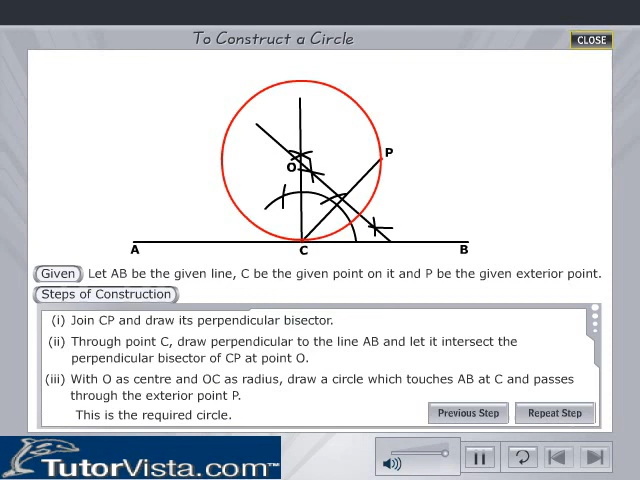 To Construct a Circle
CLOSE
P
O
A
C
B
Given Let AB be the given line, C be the given point on it and P be the given exterior point.
Steps of Construction
(i) Join CP and draw its perpendicular bisector.
(ii) Through point C, draw perpendicular to the line AB and let it intersect the
perpendicular bisector of CP at point O.
(iii) With O as centre and OC as radius, draw a circle which touches AB at C and passes
through the exterior point P.
This is the required circle.
Previous Step
Repeat Step
TutorVista.com™